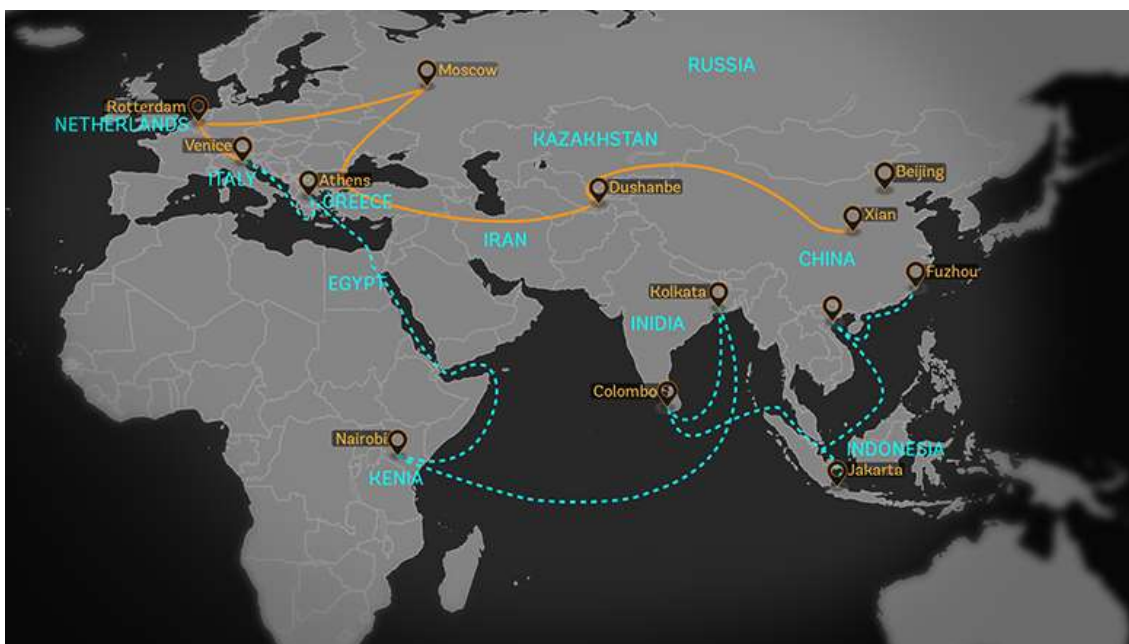 RUSSIA
Moscow
Rotterdam
NETHERLANDS
KAZAKHSTAN
Venice
ITALY
Athens
GREECE
Dushanbe
Beijing
Xian
IRAN
CHINA
EGYPT
Fuzhou
Kolkata
INIDIA
Colombo
Nairobi
KENIA
INDONESIA
Jakarta